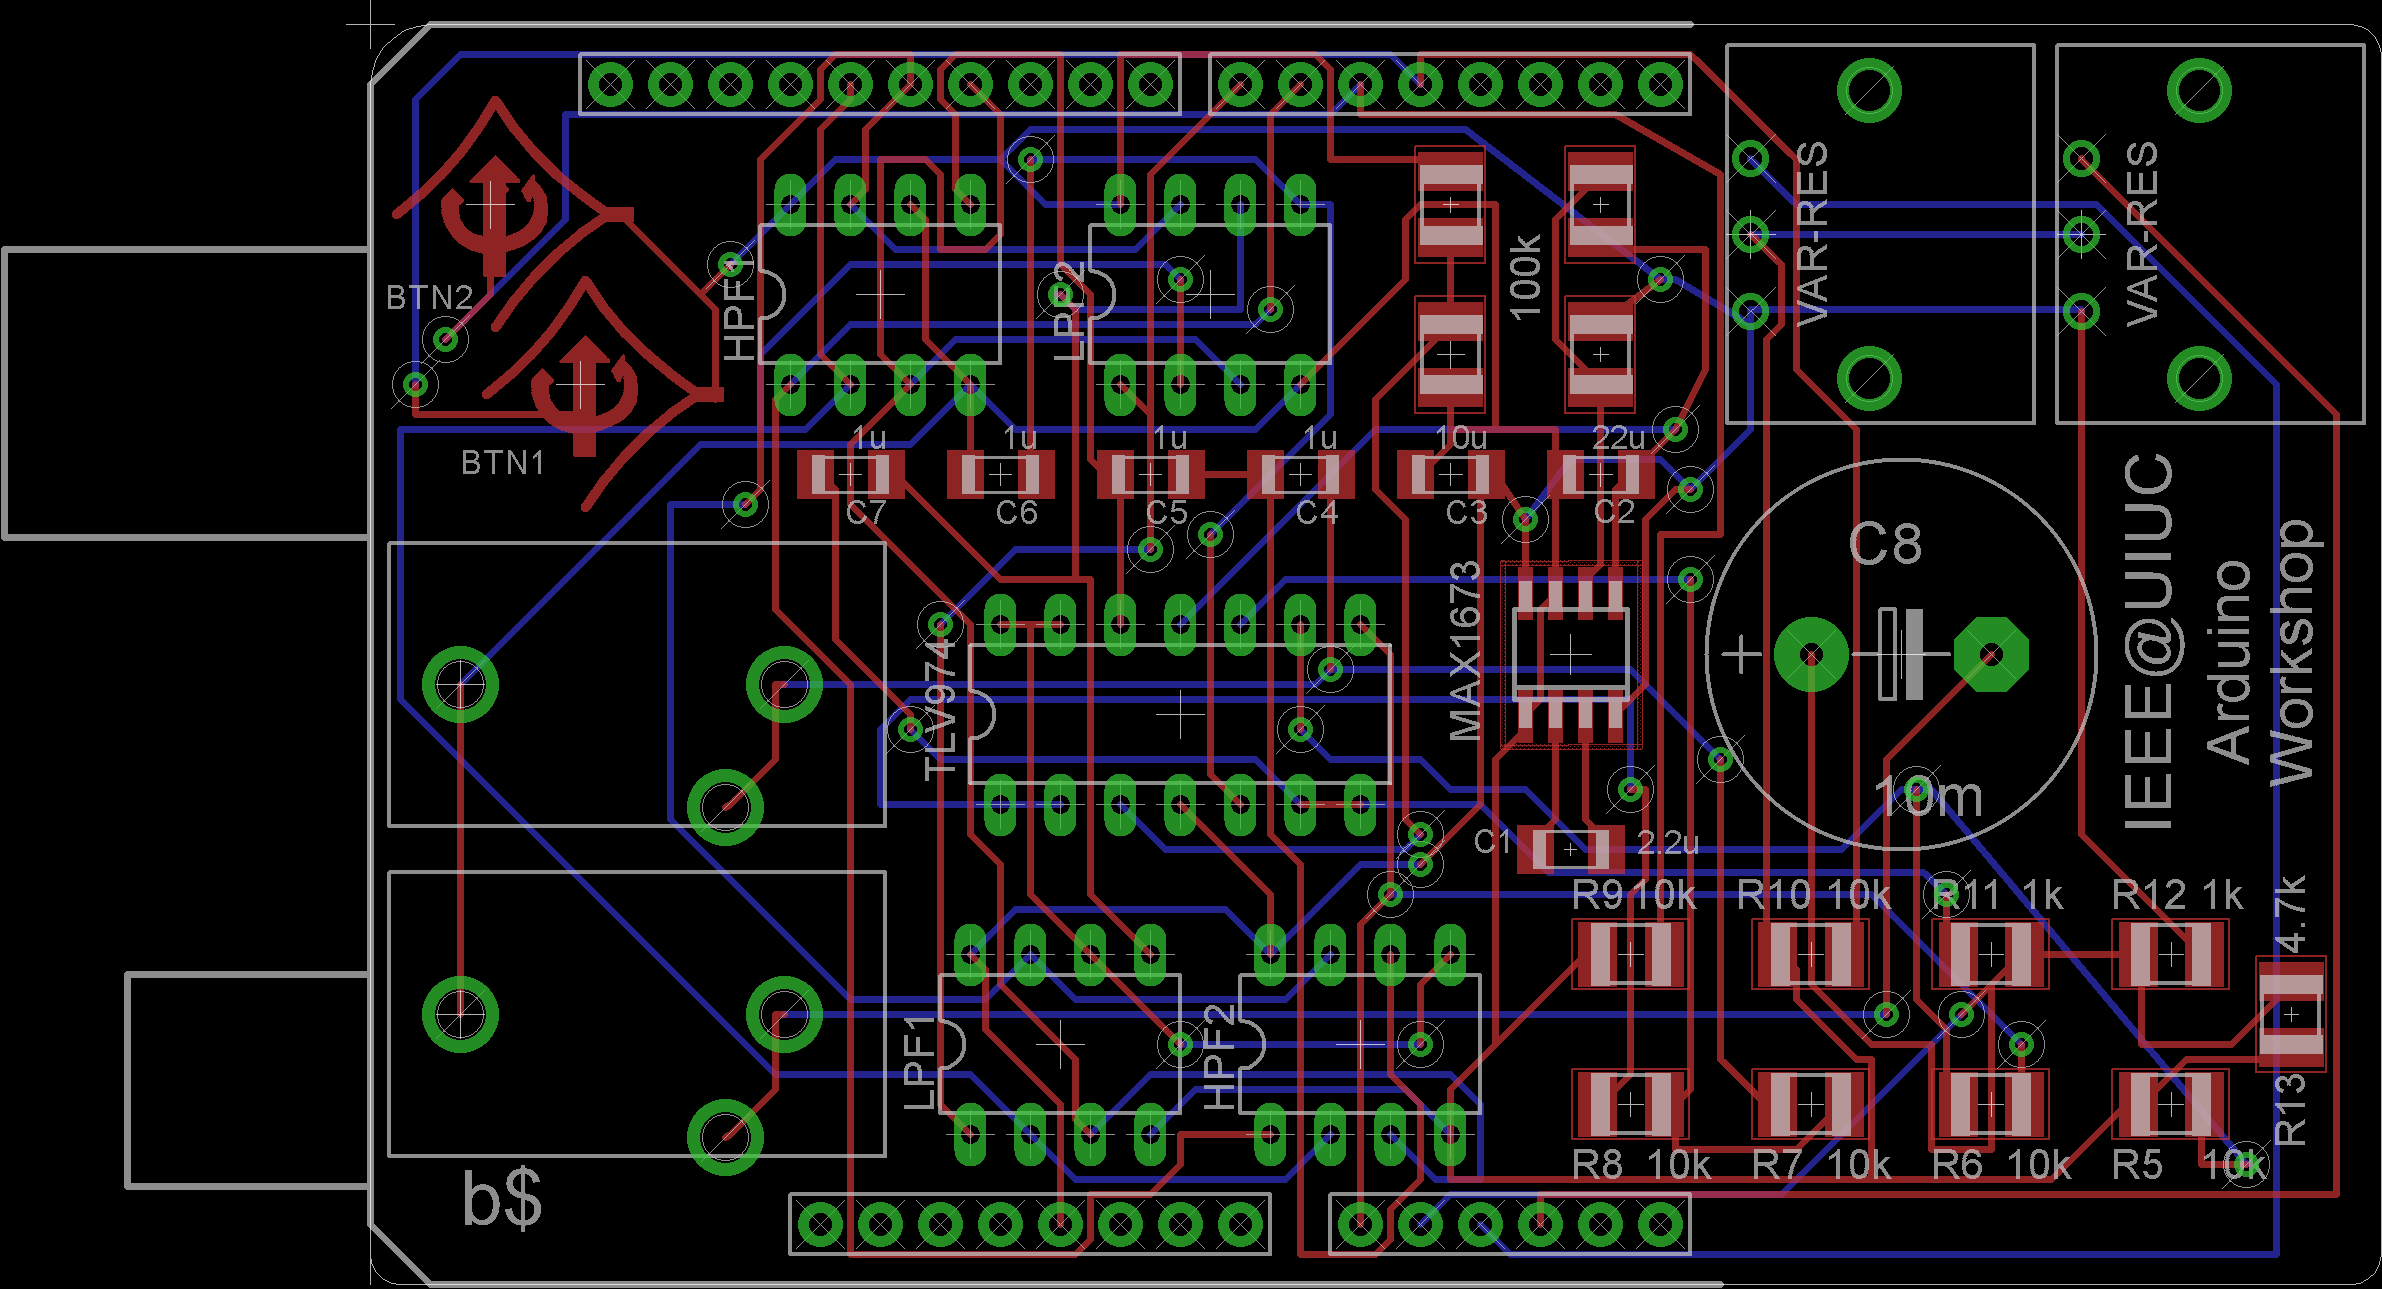 BTN2
BTN1
HPF1
LPF2
100k
VAR-RES
VAR-RES
1u
1u
1u
1u
10u
22u
C7
C6
C5
C4
C3
C2
TLV974
MAX1673
C8
10m
IEEE@UIUC
Arduino
Workshop
C1
2.2u
R9 10k
R10 10k
R11 1k
R12 1k
4.7k
R13
LPF1
HPF2
R8 10k
R7 10k
R6 10k
R5 10k
b$